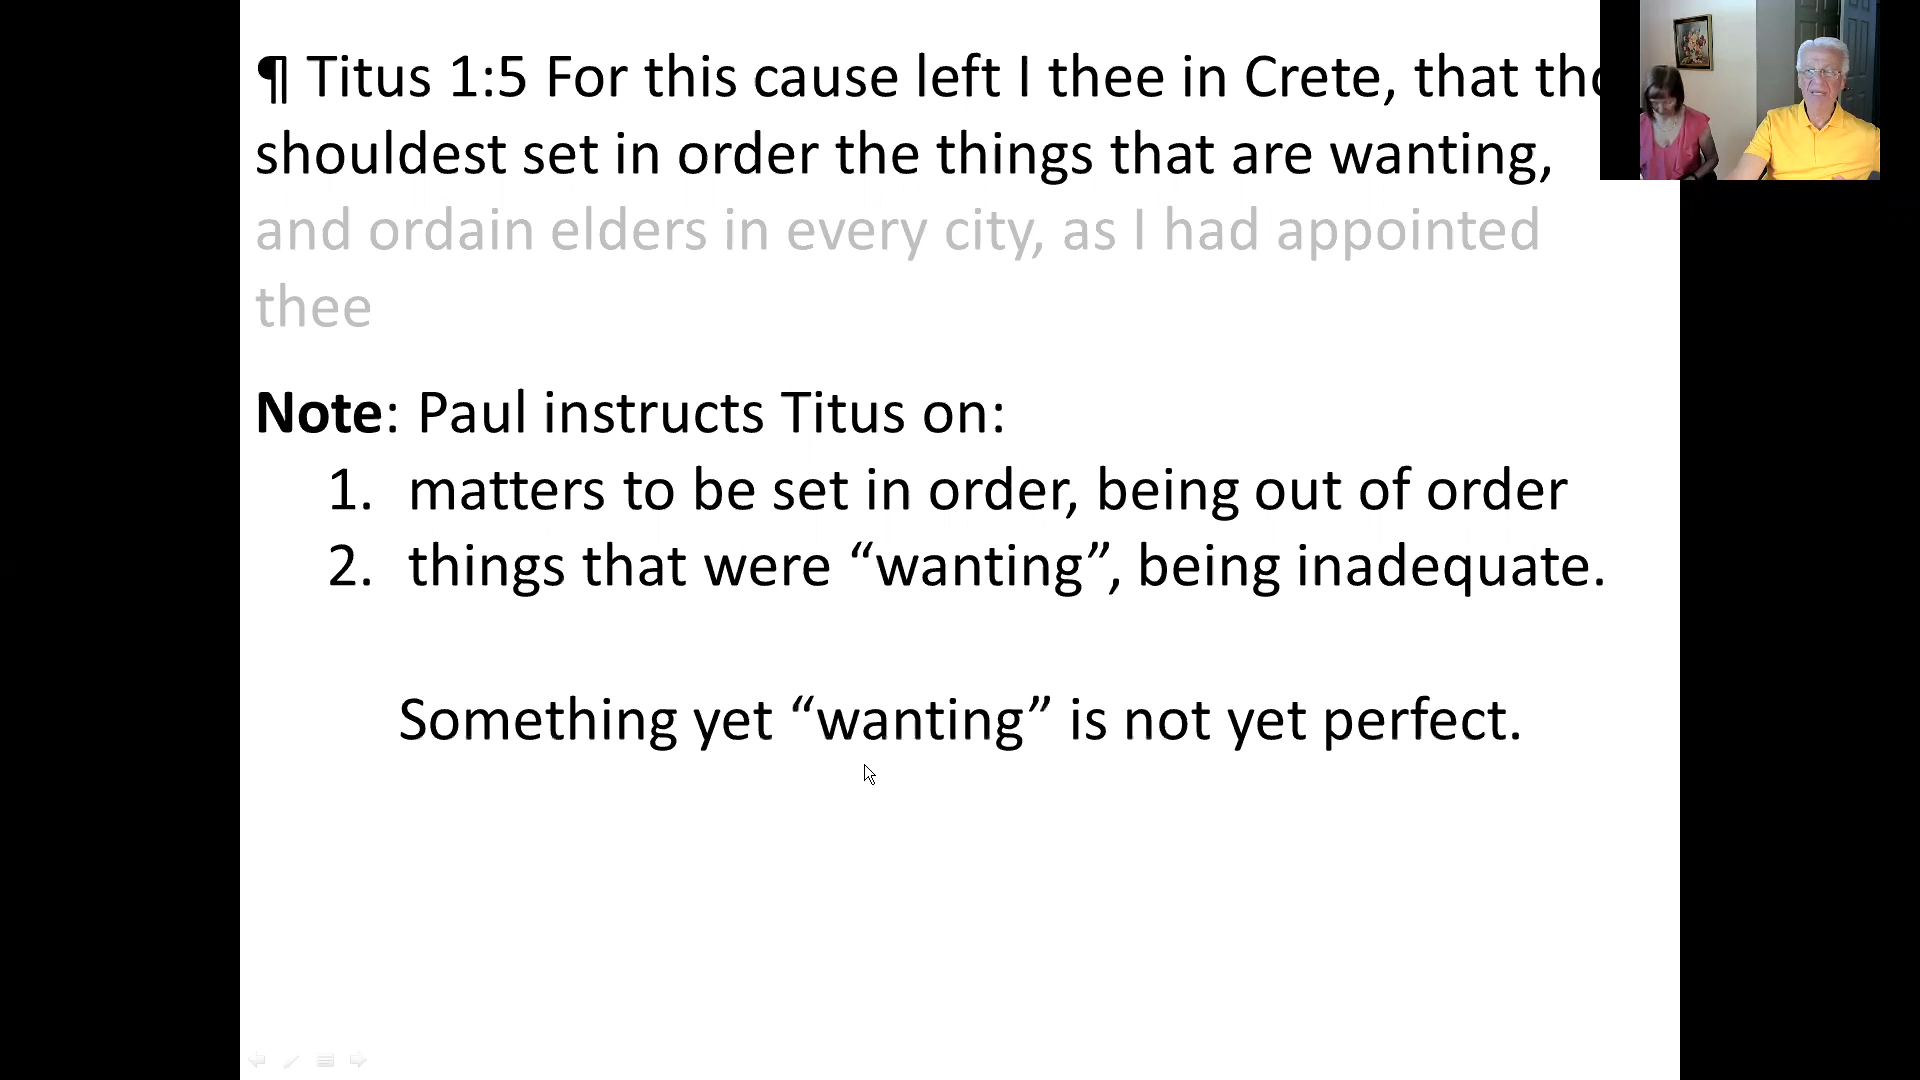 ¶ Titus 1:5 For this cause left I thee in Crete, that
shouldest set in order the things that are wanting,
and ordain elders in every city, as I had appointed
thee
Note: Paul instructs Titus on:
1. matters to be set in order, being out of order
2. things that were “wanting”, being inadequate.
Something yet “wanting” is not yet perfect.